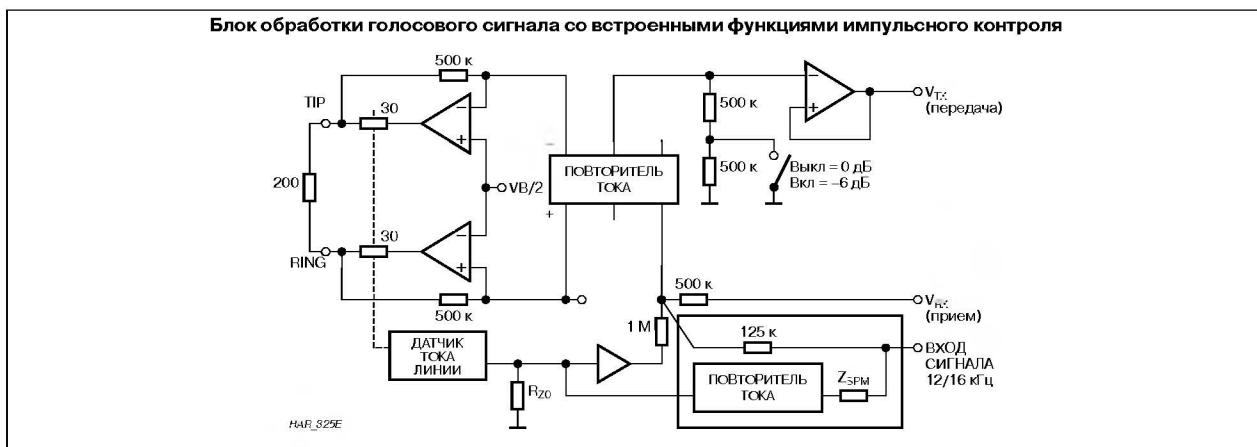 Блок обработки голосового сигнала со встроенными функциями импульсного контроля
500 к
TIP
30
200
VB/2
30
RING
500 к
ПОВТОРИТЕЛЬ
ТОКА
500 к
500 к
Выкл = 0 дБ
Вкл = –6 дБ
VTX
(передача)
500 к
VRX
(прием)
1 М
125 к
ВХОД
СИГНАЛА
12/16 кГц
ДАТЧИК
ТОКА
ЛИНИИ
RZ0
ПОВТОРИТЕЛЬ
ТОКА
ZSPM
HAR_325E